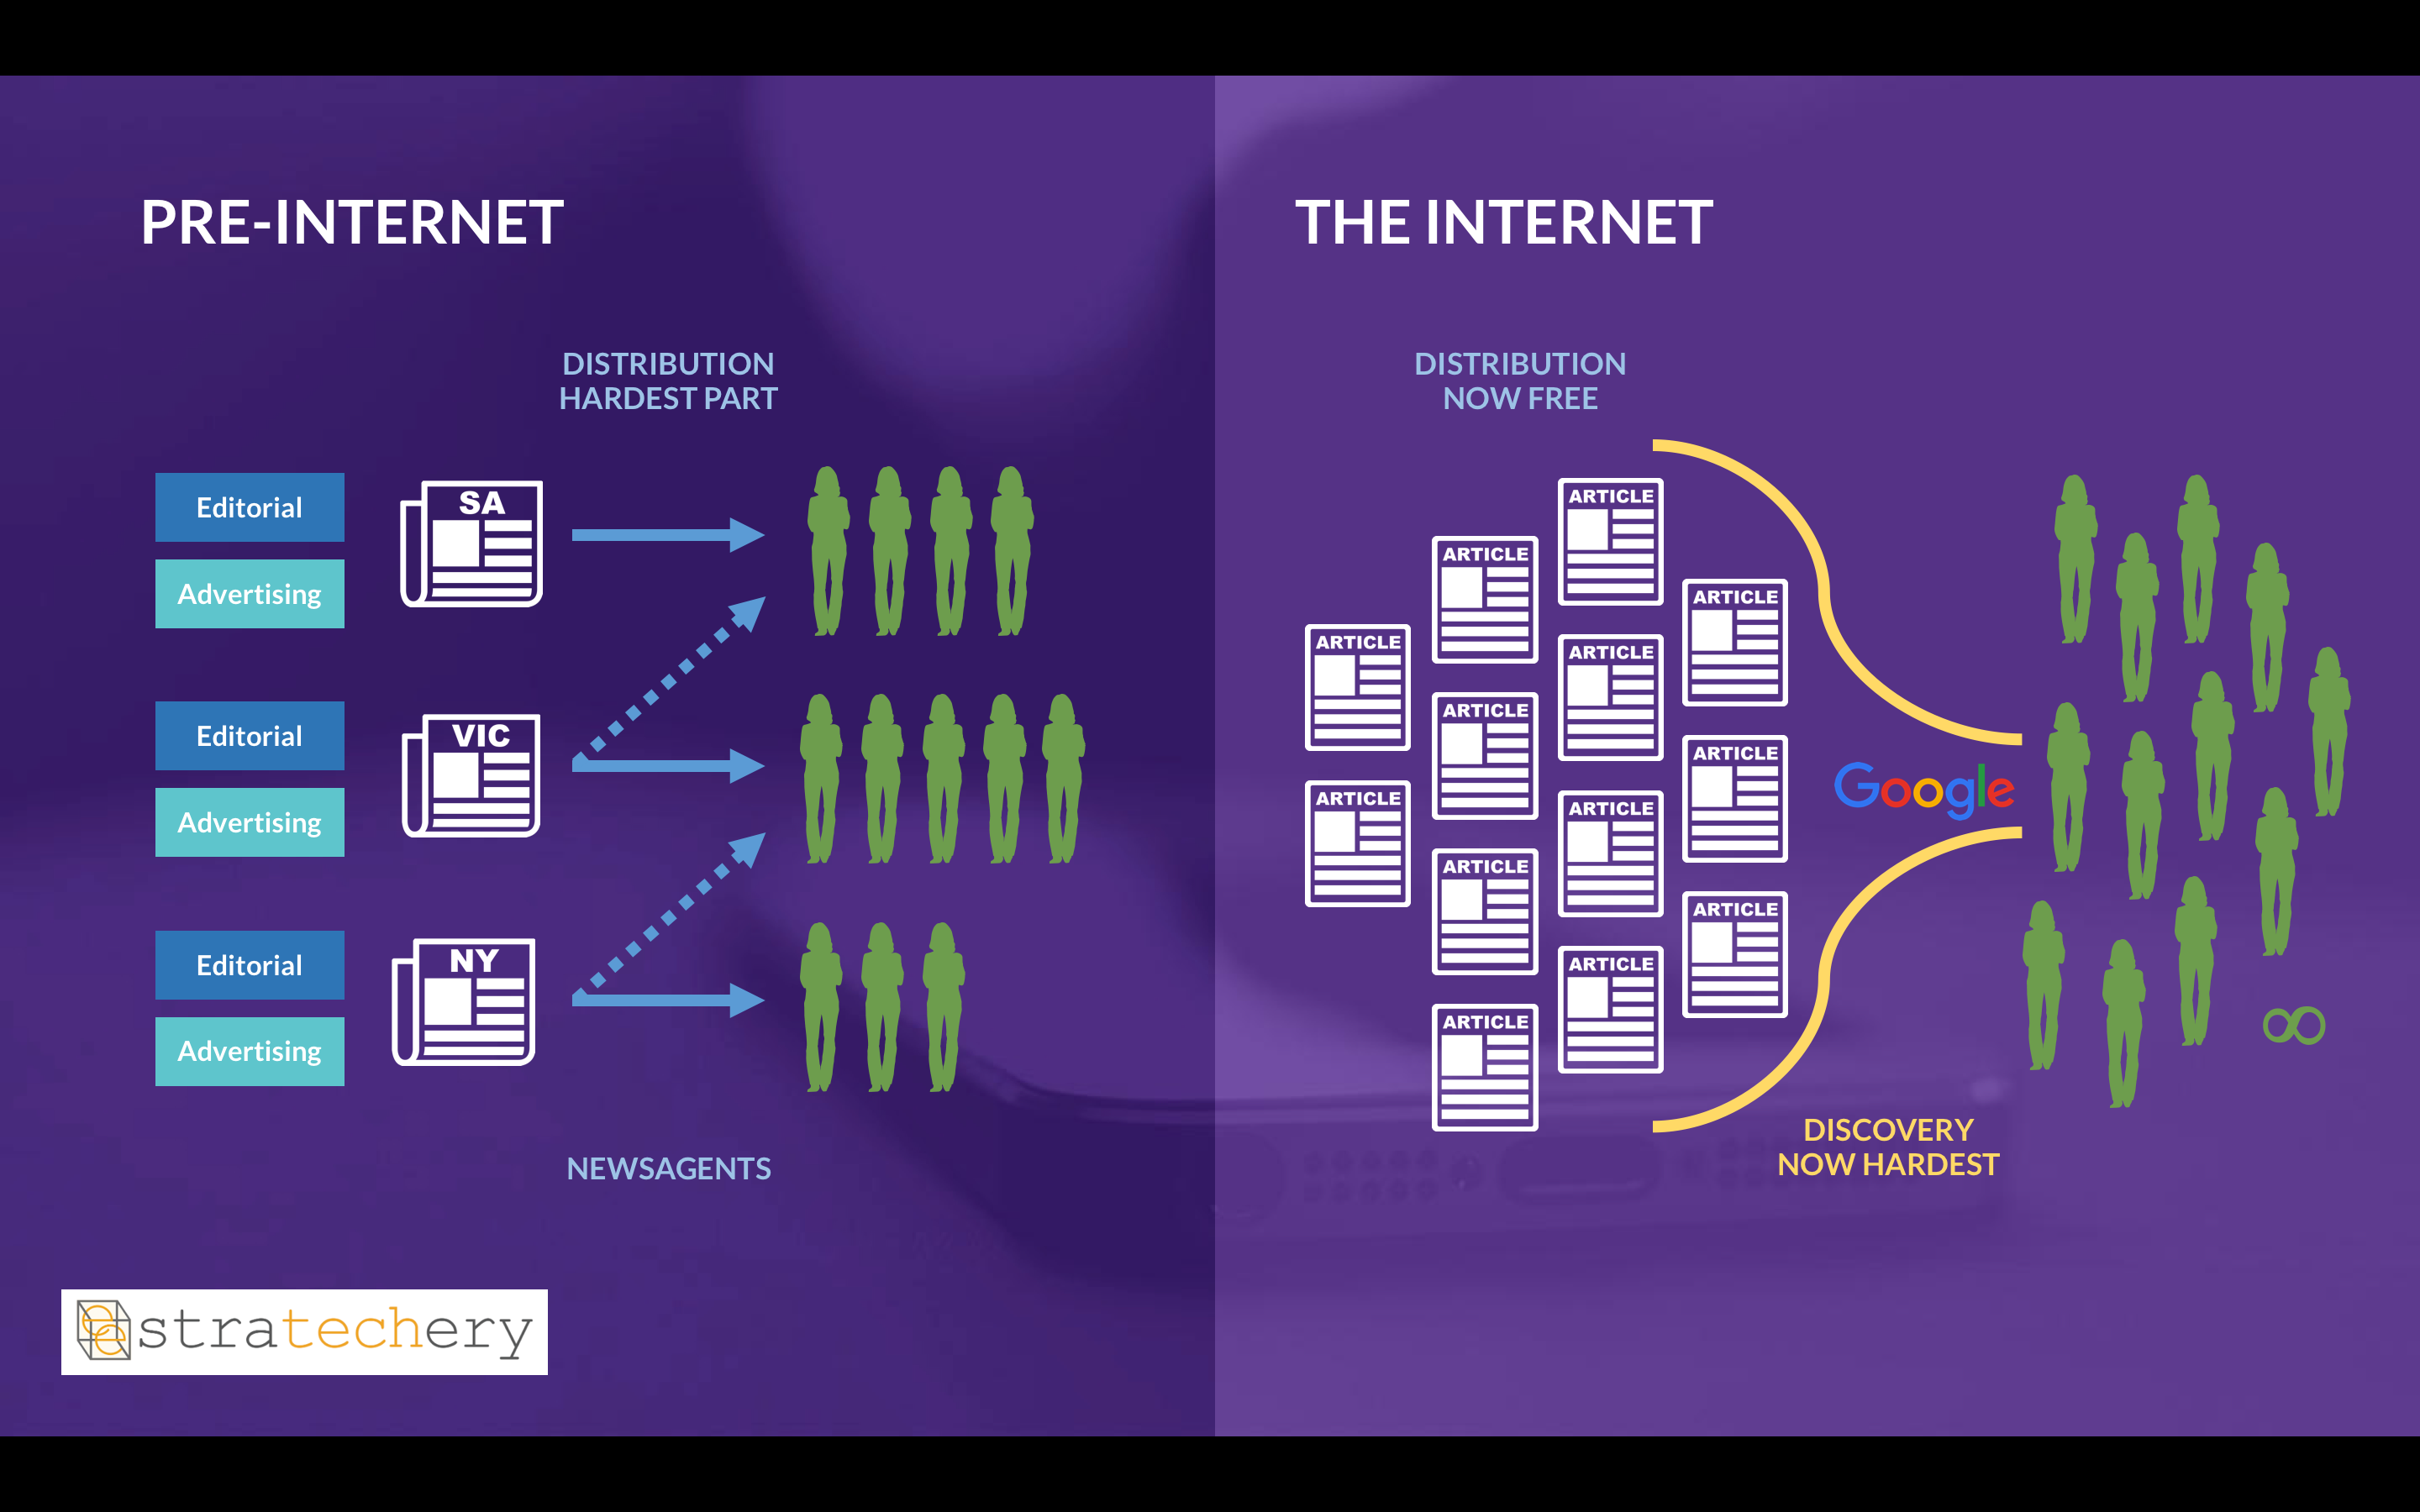 PRE-INTERNET
DISTRIBUTION
HARDEST PART
Editorial
Advertising
SA
Editorial
Advertising
VIC
Editorial
Advertising
NY
NEWSAGENTS
stratechery
THE INTERNET
DISTRIBUTION
NOW FREE
ARTICLE
ARTICLE
ARTICLE
ARTICLE
ARTICLE
ARTICLE
ARTICLE
ARTICLE
ARTICLE
ARTICLE
ARTICLE
ARTICLE
ARTICLE
Google
∞
DISCOVERY
NOW HARDEST